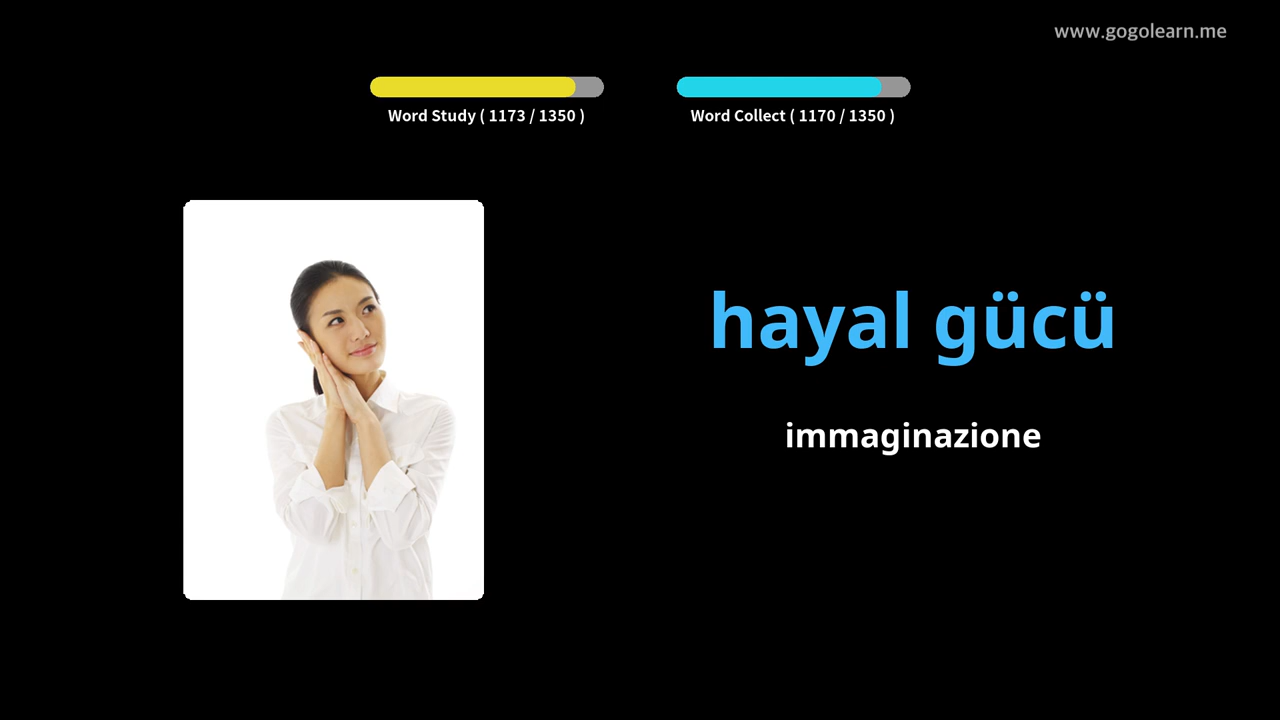 www.gogolearn.me
Word Study ( 1173 / 1350 )
Word Collect ( 1170 / 1350 )
hayal gücü
immaginazione